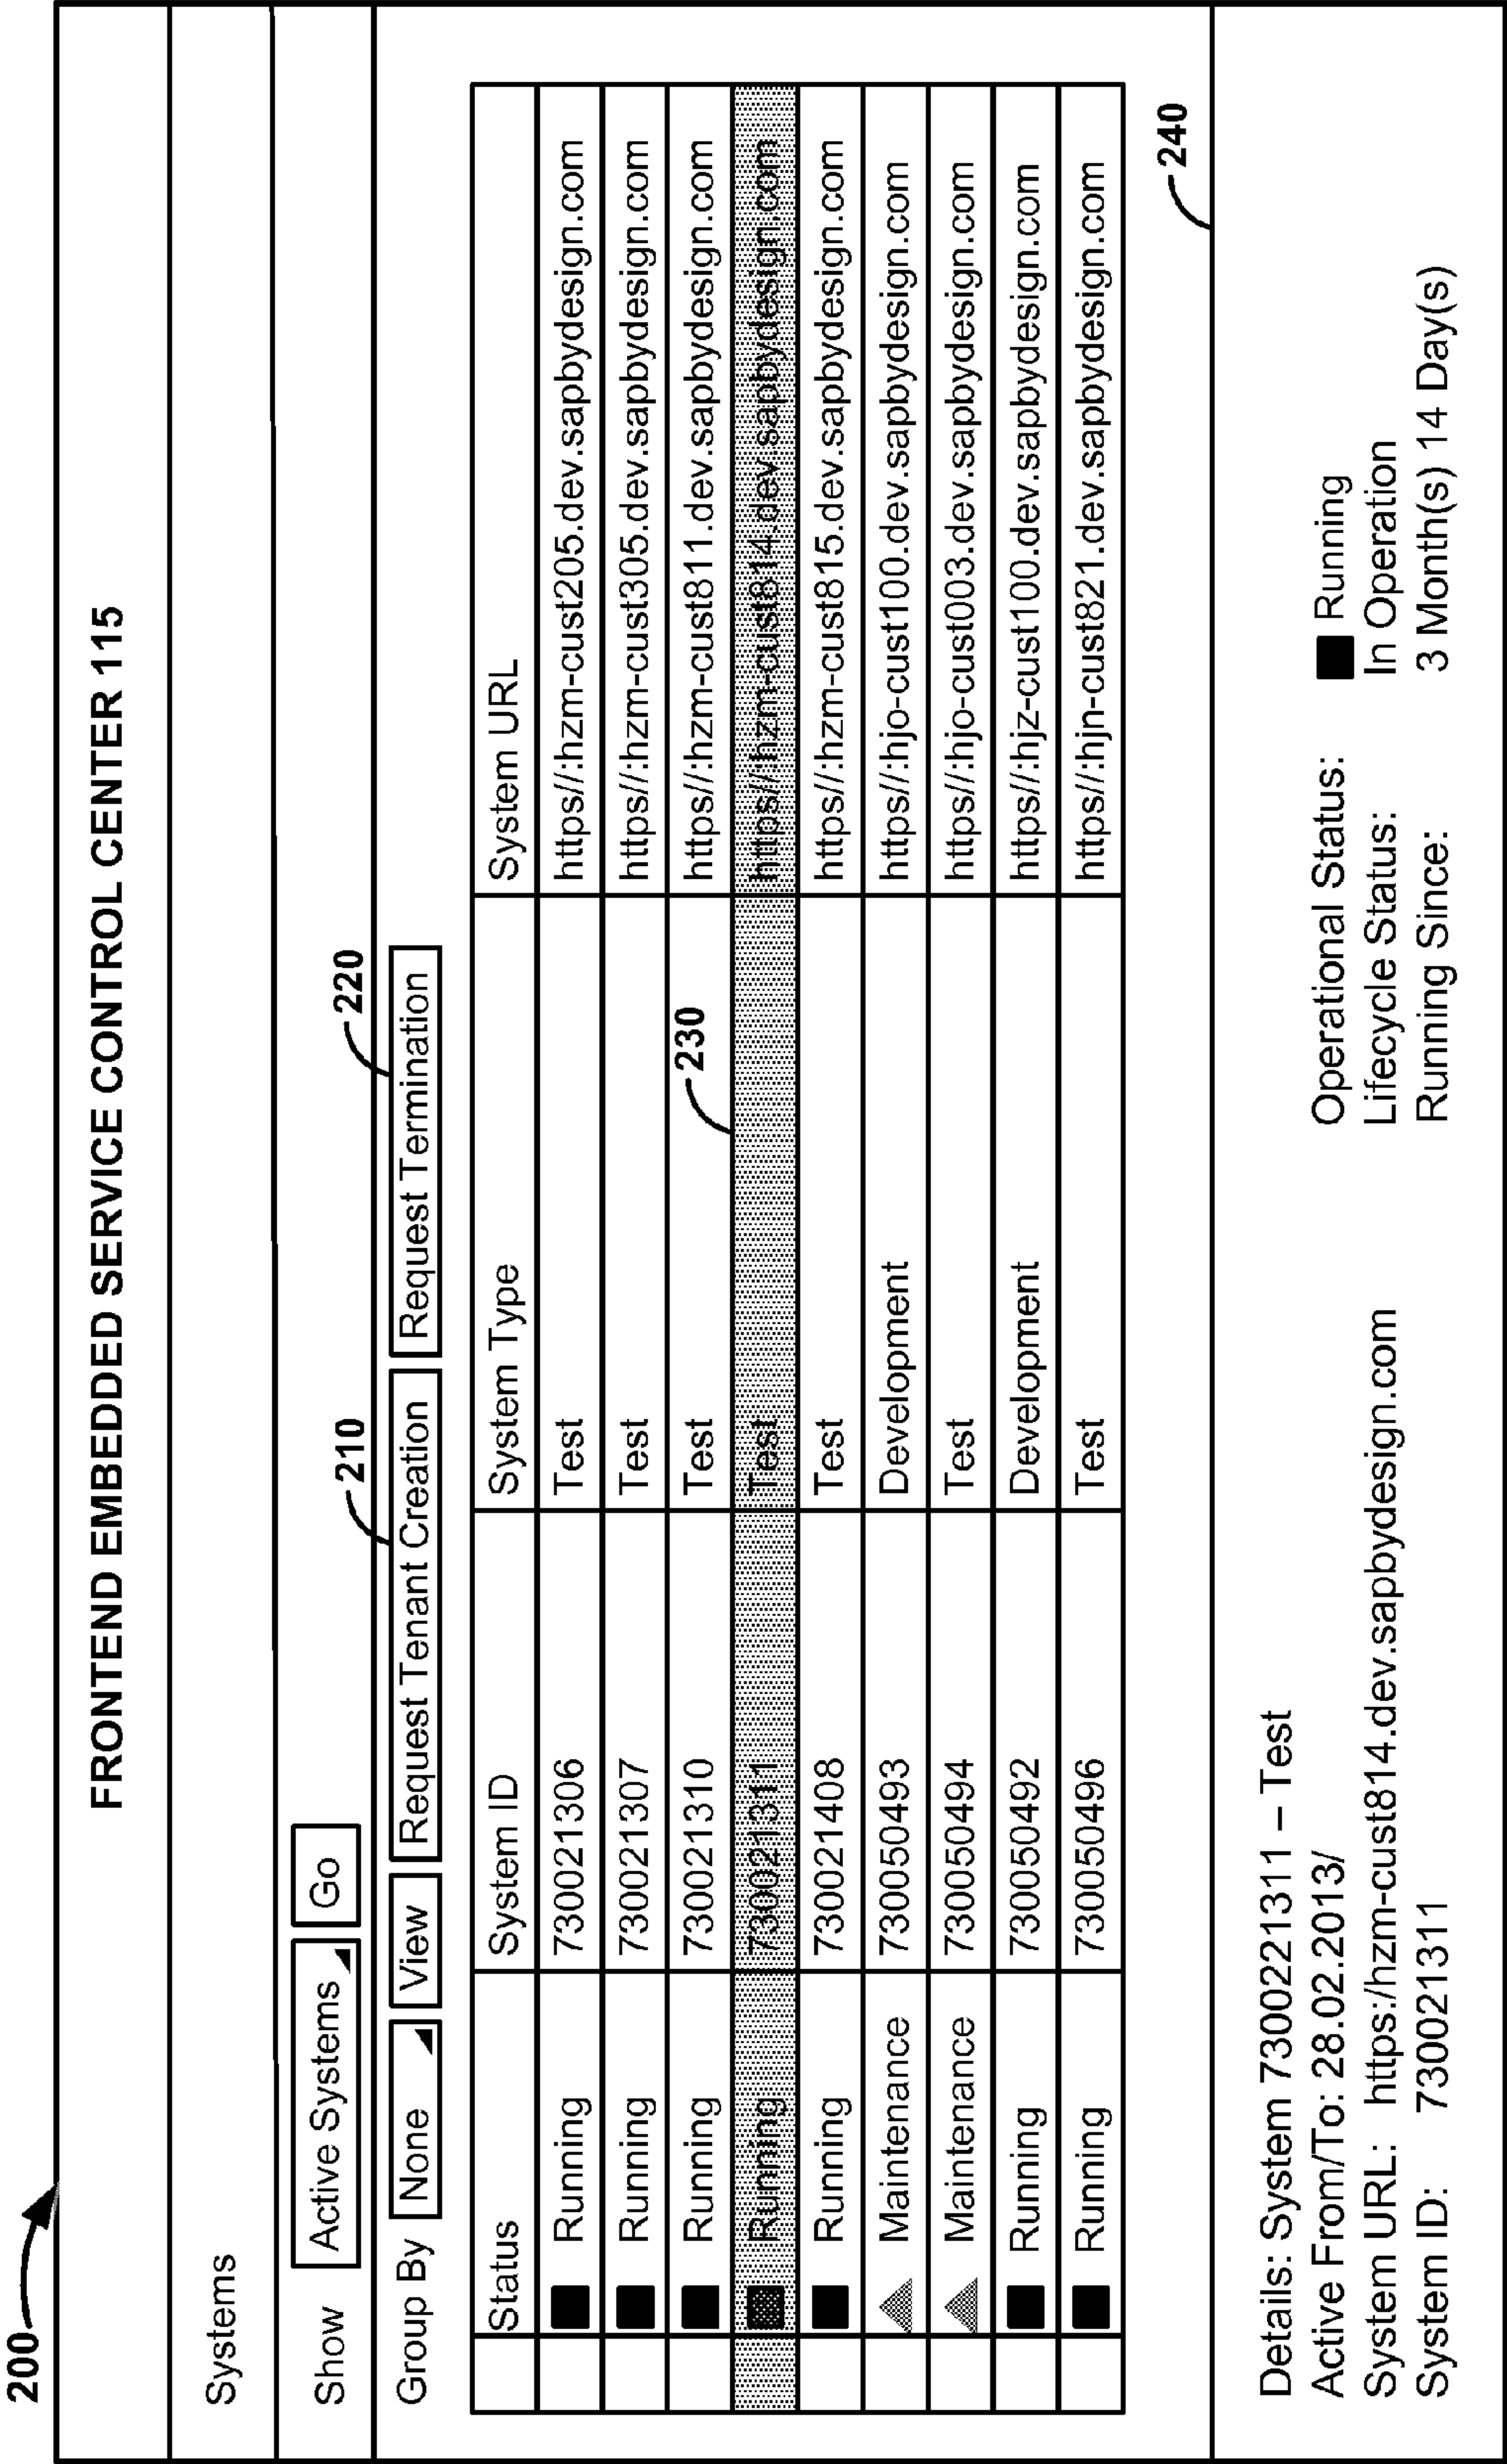 200
FRONTEND EMBEDDED SERVICE CONTROL CENTER 115
Systems
Show Active Systems Go
210 220
Group By None View Request Tenant Creation Request Termination
Status System ID System Type System URL
Running 730021306 Test https//:hzm-cust205.dev.sapbydesign.com
Running 730021307 Test https//:hzm-cust305.dev.sapbydesign.com
Running 730021310 Test https//:hzm-cust811.dev.sapbydesign.com
230
Running 730021311 Test https//:hzm-cust814.dev.sapbydesign.com
Running 730021408 Test https//:hzm-cust815.dev.sapbydesign.com
Maintenance 730050493 Development https//:hjo-cust100.dev.sapbydesign.com
Maintenance 730050494 Test https//:hjo-cust003.dev.sapbydesign.com
Running 730050492 Development https//:hjz-cust100.dev.sapbydesign.com
Running 730050496 Test https//:hjn-cust821.dev.sapbydesign.com
240
Details: System 7300221311 – Test
Active From/To: 28.02.2013/ Operational Status: Running
System URL: https:/hzm-cust814.dev.sapbydesign.com Lifecycle Status: In Operation
System ID: 730021311 Running Since: 3 Month(s) 14 Day(s)